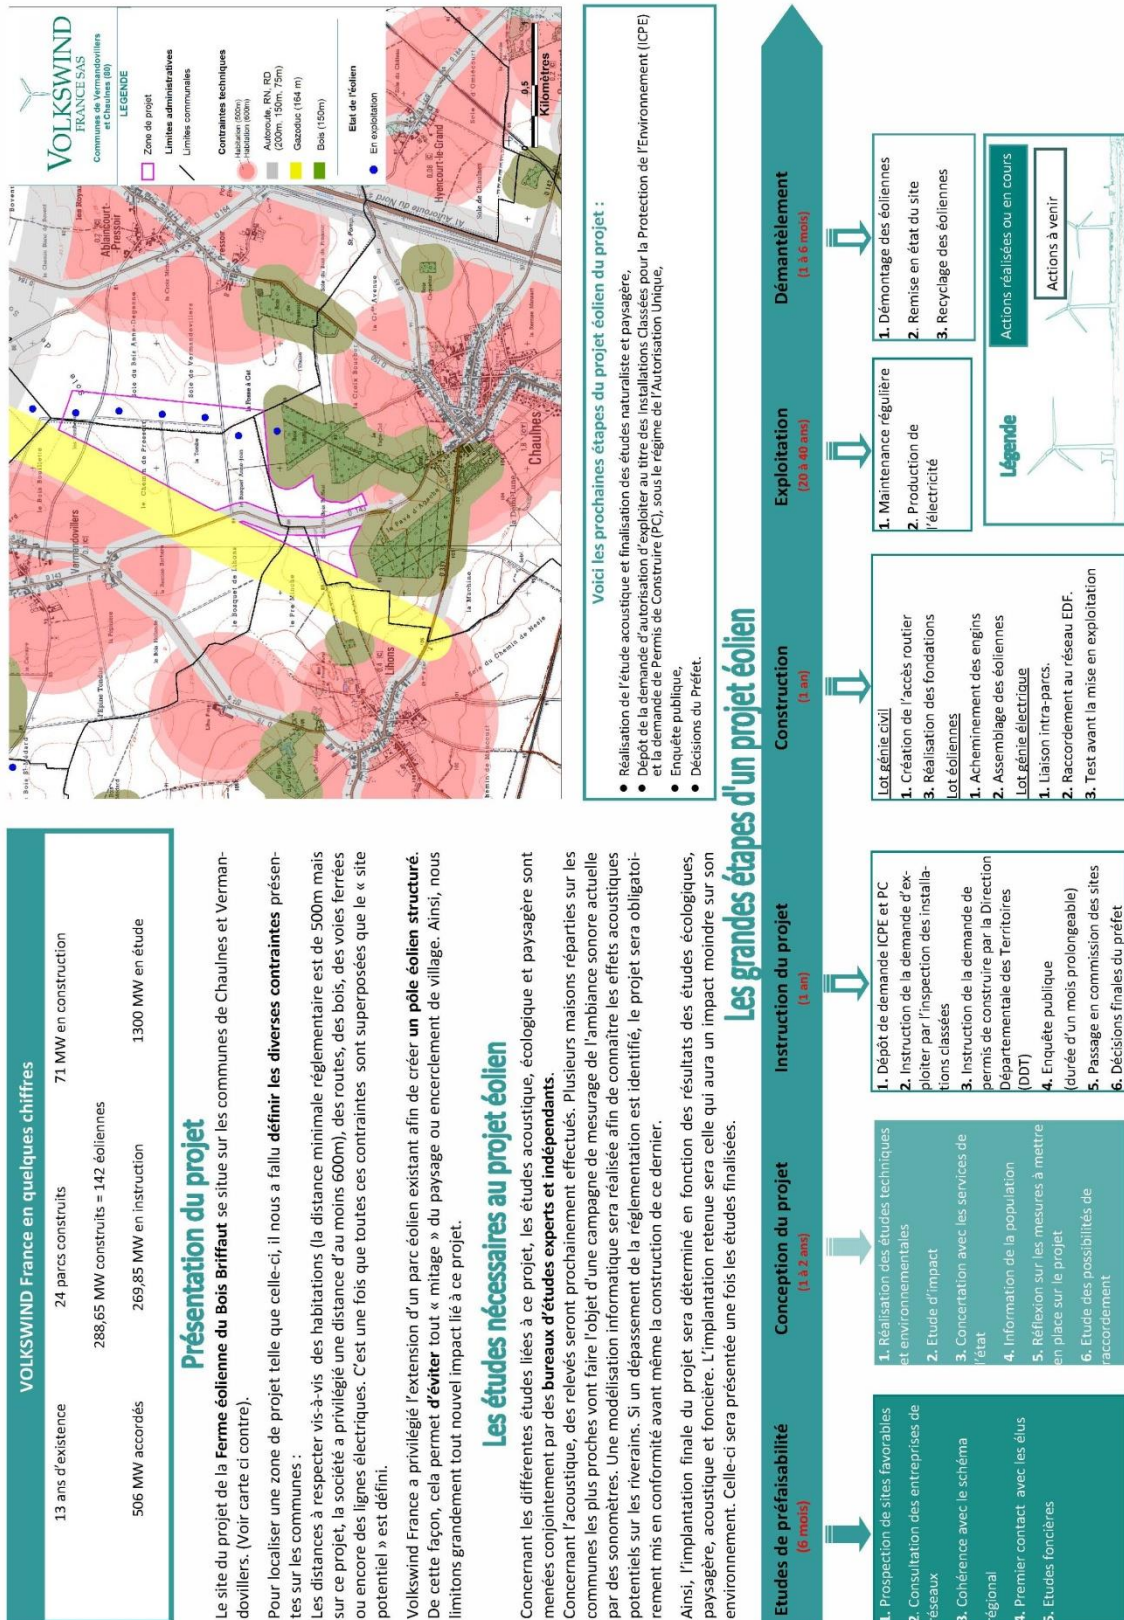 VOLKSWIND France en quelques chiffres
13 ans d'existence
24 parcs construits
71 MW en construction
288,65 MW construits = 142 éoliennes
506 MW accordés
269,85 MW en instruction
1300 MW en étude
Présentation du projet
Le site du projet de la Ferme éolienne du Bois Briffaut se situe sur les communes de Chaulnes et Verman-
dovillers. (Voir carte ci contre).
Pour localiser une zone de projet telle que celle-ci, il nous a fallu définir les diverses contraintes présen-
tes sur les communes :
Les distances à respecter vis-à-vis des habitations (la distance minimale réglementaire est de 500m mais
sur ce projet, la société a privilégié une distance d'au moins 600m), des routes, des bois, des voies ferrées
ou encore des lignes électriques. C'est une fois que toutes ces contraintes sont superposées que le « site
potentiel » est défini.
Volkswind France a privilégié l'extension d'un parc éolien existant afin de créer un pôle éolien structuré.
De cette façon, cela permet d'éviter tout « mitage » du paysage ou encerclement de village. Ainsi, nous
limitons grandement tout nouvel impact lié à ce projet.
Les études nécessaires au projet éolien
Concernant les différentes études liées à ce projet, les études acoustique, écologique et paysagère sont
menées conjointement par des bureaux d'études experts et indépendants.
Concernant l'acoustique, des relevés seront prochainement effectués. Plusieurs maisons réparties sur les
communes les plus proches vont faire l'objet d'une campagne de mesurage de l'ambiance sonore actuelle
par des sonomètres. Une modélisation informatique sera réalisée afin de connaître les effets acoustiques
potentiels sur les riverains. Si un dépassement de la réglementation est identifié, le projet sera obligatoi-
rement mis en conformité avant même la construction de ce dernier.
Ainsi, l'implantation finale du projet sera déterminé en fonction des résultats des études écologiques,
paysagère, acoustique et foncière. L'implantation retenue sera celle qui aura un impact moindre sur son
environnement. Celle-ci sera présentée une fois les études finalisées.
VOLKSWIND
FRANCE SAS
Communes de Vermandovillers
et Chaulnes (80)
LEGENDE
Zone de projet
Limites administratives
Limites communales
Contraintes techniques
Habitation (500m)
Habitation (600m)
Autoroute, RN, RD
(200m, 150m, 75m)
Gazoduc (164 m)
Bois (150m)
Etat de l'éolien
En exploitation
0,5
Kilomètres
Vermandovillers
Ablaincourt-
Pressoir
Pressoir
Lihons
Chaulnes
Hyencourt-le-Grand
A1 Autoroute du Nord
Voici les prochaines étapes du projet éolien du projet :
● Réalisation de l'étude acoustique et finalisation des études naturaliste et paysagère,
● Dépôt de la demande d'autorisation d'exploiter au titre des Installations Classées pour la Protection de l'Environnement (ICPE)
et la demande de Permis de Construire (PC), sous le régime de l'Autorisation Unique,
● Enquête publique,
● Décisions du Préfet.
Les grandes étapes d'un projet éolien
Etudes de préfaisabilité
(6 mois)
1. Prospection de sites favorables
2. Consultation des entreprises de
réseaux
3. Cohérence avec le schéma
régional
4. Premier contact avec les élus
5. Etudes foncières
Conception du projet
(1 à 2 ans)
1. Réalisation des études techniques
et environnementales
2. Etude d'impact
3. Concertation avec les services de
l'état
4. Information de la population
5. Réflexion sur les mesures à mettre
en place sur le projet
6. Etude des possibilités de
raccordement
Instruction du projet
(1 an)
1. Dépôt de demande ICPE et PC
2. Instruction de la demande d'ex-
ploiter par l'inspection des installa-
tions classées
3. Instruction de la demande de
permis de construire par la Direction
Départementale des Territoires
(DDT)
4. Enquête publique
(durée d'un mois prolongeable)
5. Passage en commission des sites
6. Décisions finales du préfet
Construction
(1 an)
Lot génie civil
1. Création de l'accès routier
3. Réalisation des fondations
Lot éoliennes
1. Acheminement des engins
2. Assemblage des éoliennes
Lot génie électrique
1. Liaison intra-parcs.
2. Raccordement au réseau EDF.
3. Test avant la mise en exploitation
Exploitation
(20 à 40 ans)
1. Maintenance régulière
2. Production de
l'électricité
Démantèlement
(1 à 6 mois)
1. Démontage des éoliennes
2. Remise en état du site
3. Recyclage des éoliennes
Légende
Actions réalisées ou en cours
Actions à venir